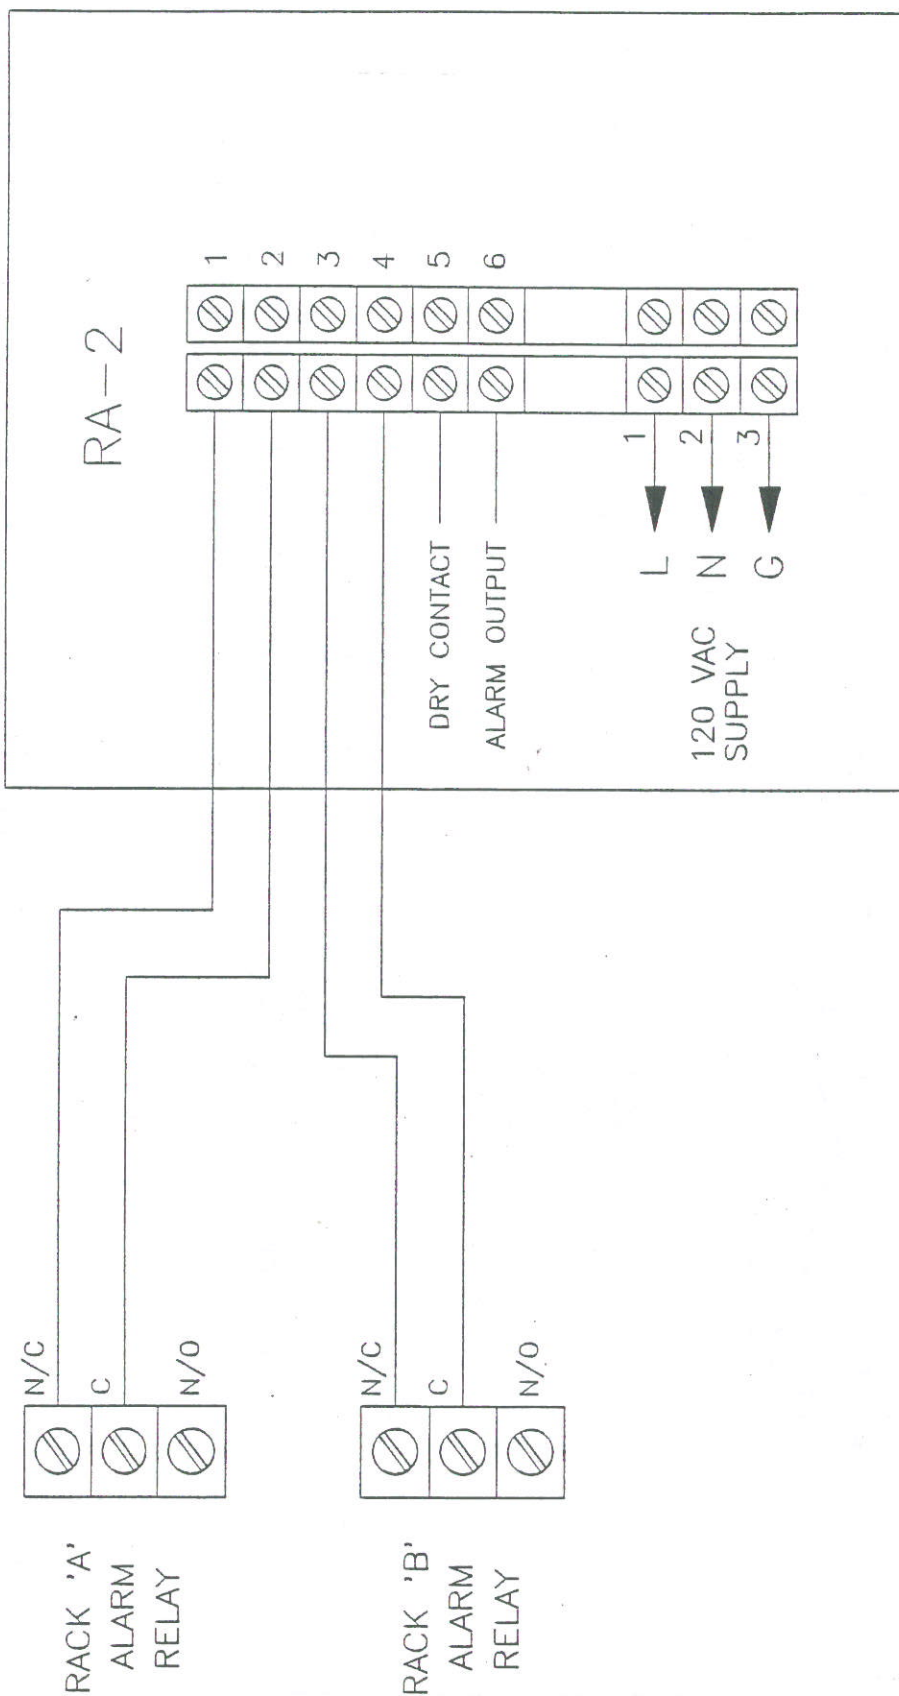 RACK 'A'
ALARM
RELAY
N/C
C
N/O
RACK 'B'
ALARM
RELAY
N/C
C
N/O
RA-2
1
2
3
4
5
6
DRY CONTACT
ALARM OUTPUT
1
2
3
L
N
G
120 VAC
SUPPLY